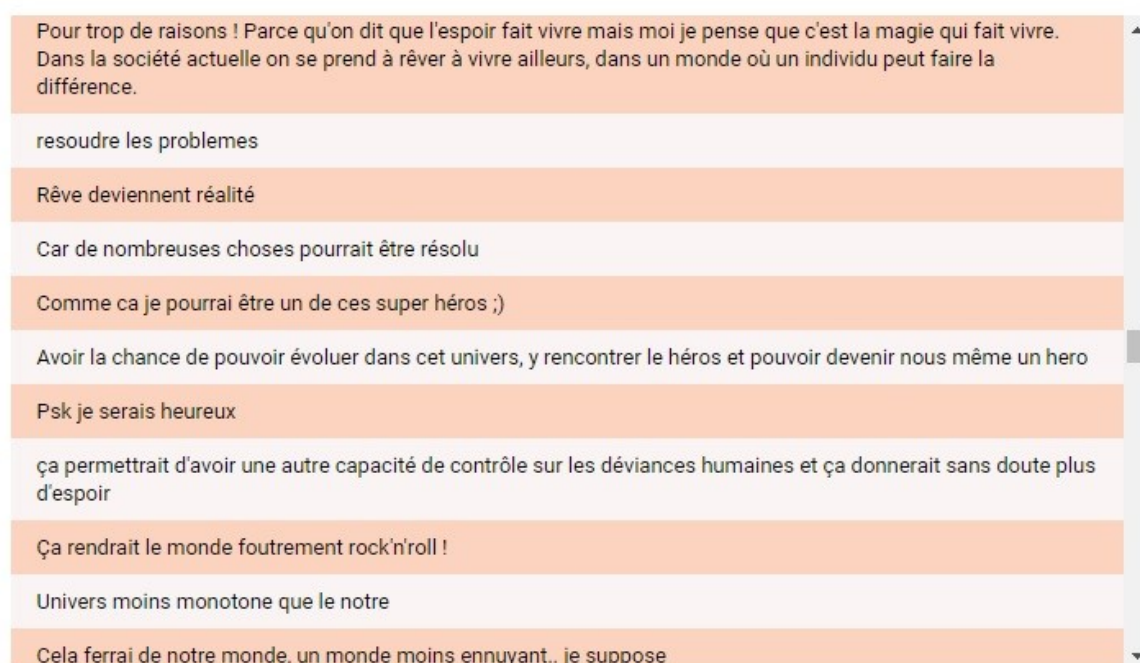 Pour trop de raisons ! Parce qu'on dit que l'espoir fait vivre mais moi je pense que c'est la magie qui fait vivre.
Dans la société actuelle on se prend à rêver à vivre ailleurs, dans un monde où un individu peut faire la
différence.
resoudre les problemes
Rêve deviennent réalité
Car de nombreuses choses pourrait être résolu
Comme ca je pourrai être un de ces super héros ;)
Avoir la chance de pouvoir évoluer dans cet univers, y rencontrer le héros et pouvoir devenir nous même un hero
Psk je serais heureux
ça permettrait d'avoir une autre capacité de contrôle sur les déviances humaines et ça donnerait sans doute plus
d'espoir
Ça rendrait le monde foutrement rock'n'roll !
Univers moins monotone que le notre
Cela ferrai de notre monde, un monde moins ennuyant.. je suppose